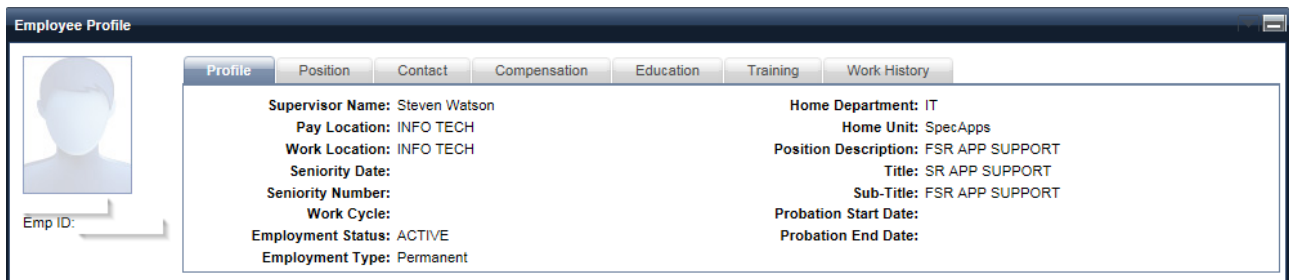 Employee Profile
Profile Position Contact Compensation Education Training Work History
Supervisor Name: Steven Watson
Pay Location: INFO TECH
Work Location: INFO TECH
Seniority Date:
Seniority Number:
Work Cycle:
Employment Status: ACTIVE
Employment Type: Permanent
Home Department: IT
Home Unit: SpecApps
Position Description: FSR APP SUPPORT
Title: SR APP SUPPORT
Sub-Title: FSR APP SUPPORT
Probation Start Date:
Probation End Date:
Emp ID: